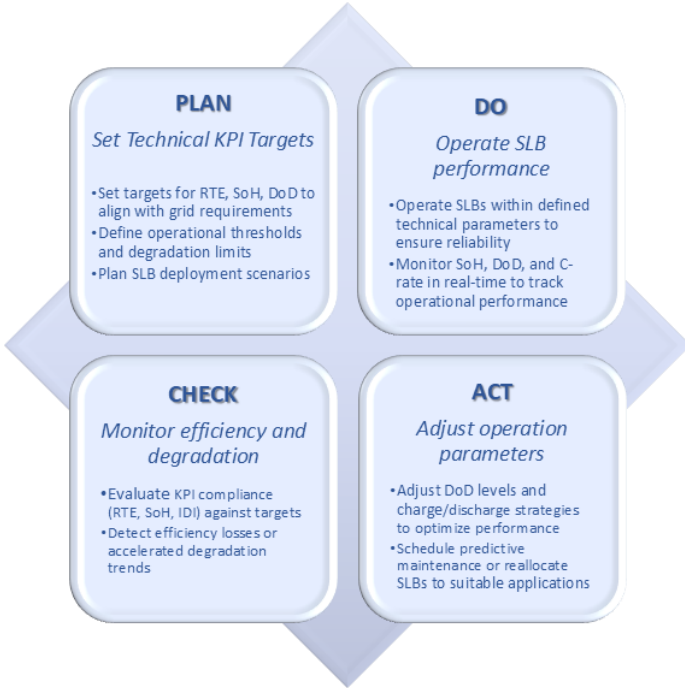 PLAN
Set Technical KPI Targets
•Set targets for RTE, SoH, DoD to
align with grid requirements
•Define operational thresholds
and degradation limits
•Plan SLB deployment scenarios
DO
Operate SLB
performance
•Operate SLBs within defined
technical parameters to
ensure reliability
•Monitor SoH, DoD, and C-
rate in real-time to track
operational performance
CHECK
Monitor efficiency and
degradation
•Evaluate KPI compliance
(RTE, SoH, IDI) against targets
•Detect efficiency losses or
accelerated degradation
trends
ACT
Adjust operation
parameters
•Adjust DoD levels and
charge/discharge strategies
to optimize performance
•Schedule predictive
maintenance or reallocate
SLBs to suitable applications